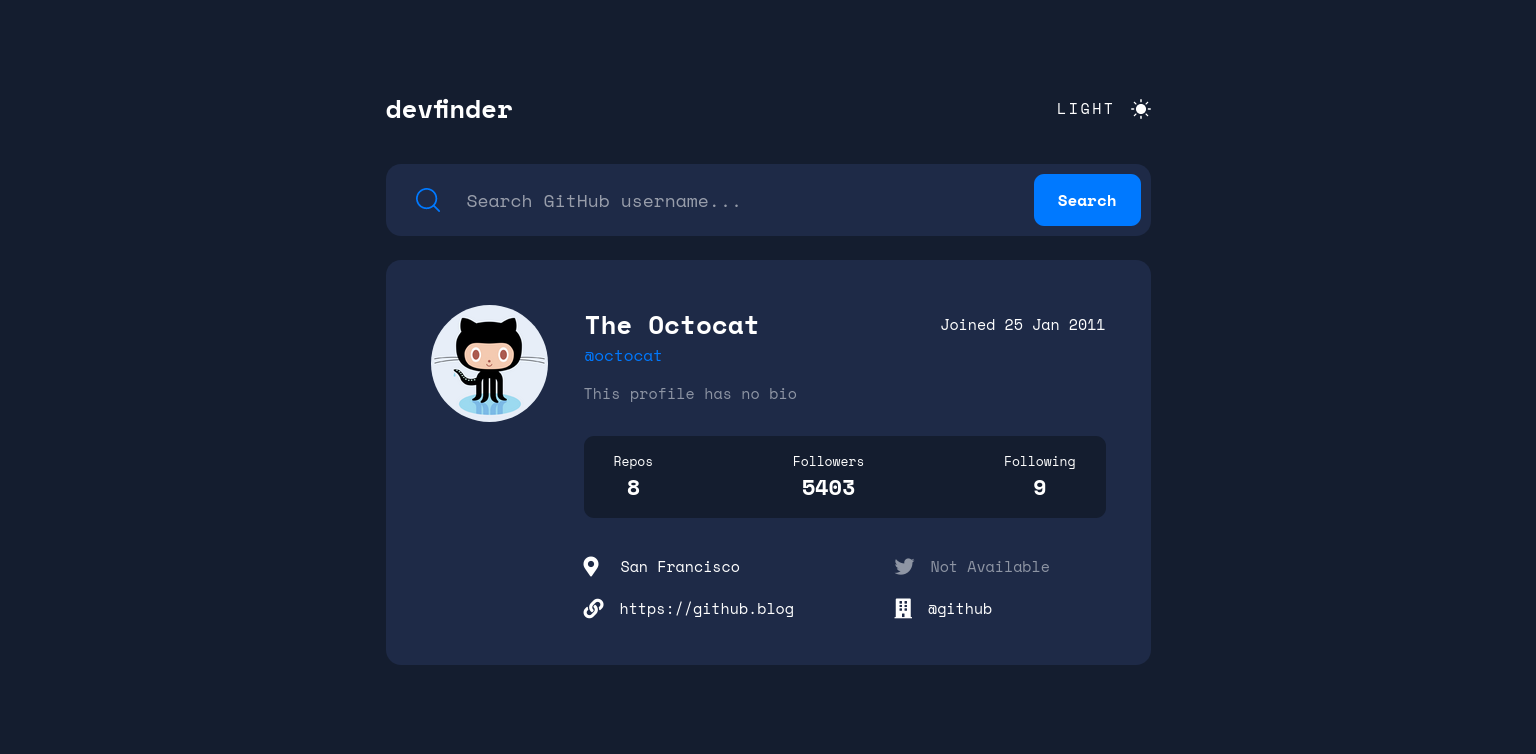 devfinder
LIGHT
Search GitHub username...
Search
The Octocat
Joined 25 Jan 2011
@octocat
This profile has no bio
Repos Followers Following
8 5403 9
San Francisco
Not Available
https://github.blog
@github